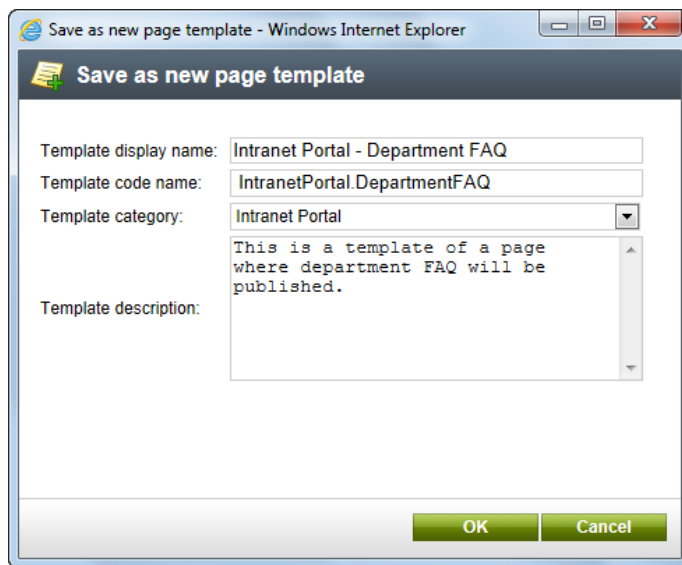 Save as new page template - Windows Internet Explorer
Save as new page template
Template display name: Intranet Portal - Department FAQ
Template code name: IntranetPortal.DepartmentFAQ
Template category: Intranet Portal
This is a template of a page
where department FAQ will be
published.
Template description:
OK Cancel